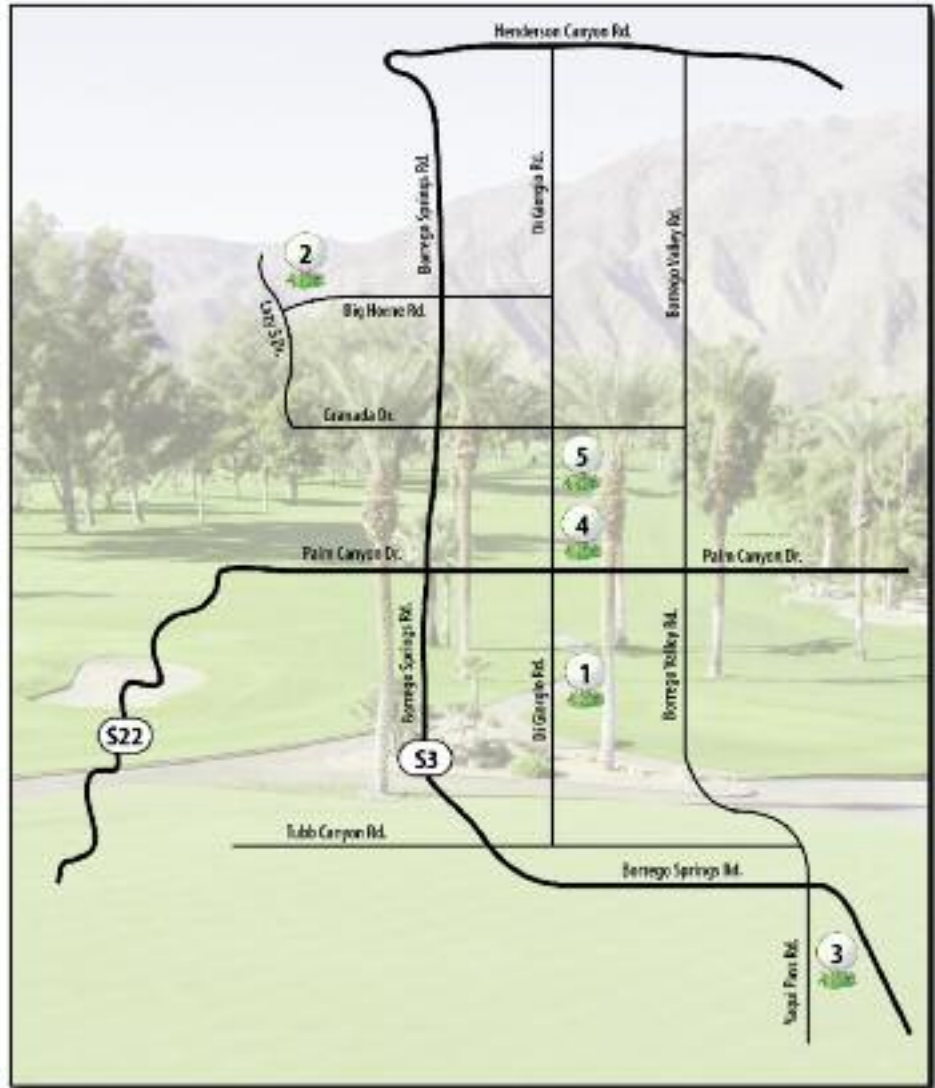 Henderson Canyon Rd.
Borrego Springs Rd.
Di Giorgio Rd.
Borrego Valley Rd.
2
Lazy S Dr.
Big Horne Rd.
Granada Dr.
5
4
Palm Canyon Dr.
Palm Canyon Dr.
Borrego Springs Rd.
Di Giorgio Rd.
1
Borrego Valley Rd.
S22
S3
Tubb Canyon Rd.
Borrego Springs Rd.
Yaqui Pass Rd.
3